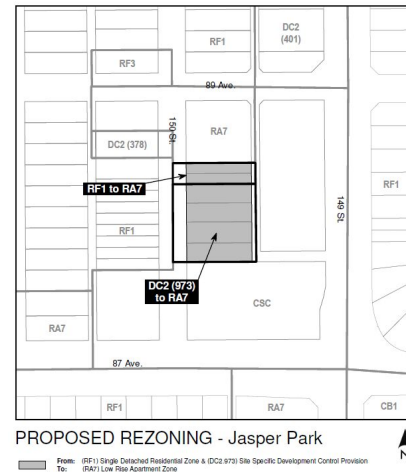 DC2
(401)
RF1
RF3
89 Ave.
150 St.
RA7
DC2 (378)
RF1 to RA7
149 St.
RF1
RF1
DC2 (973)
to RA7
CSC
RA7
87 Ave.
RF1
RA7
CB1
PROPOSED REZONING - Jasper Park
N
From: (RF1) Single Detached Residential Zone & (DC2.973) Site Specific Development Control Provision
To: (RA7) Low Rise Apartment Zone